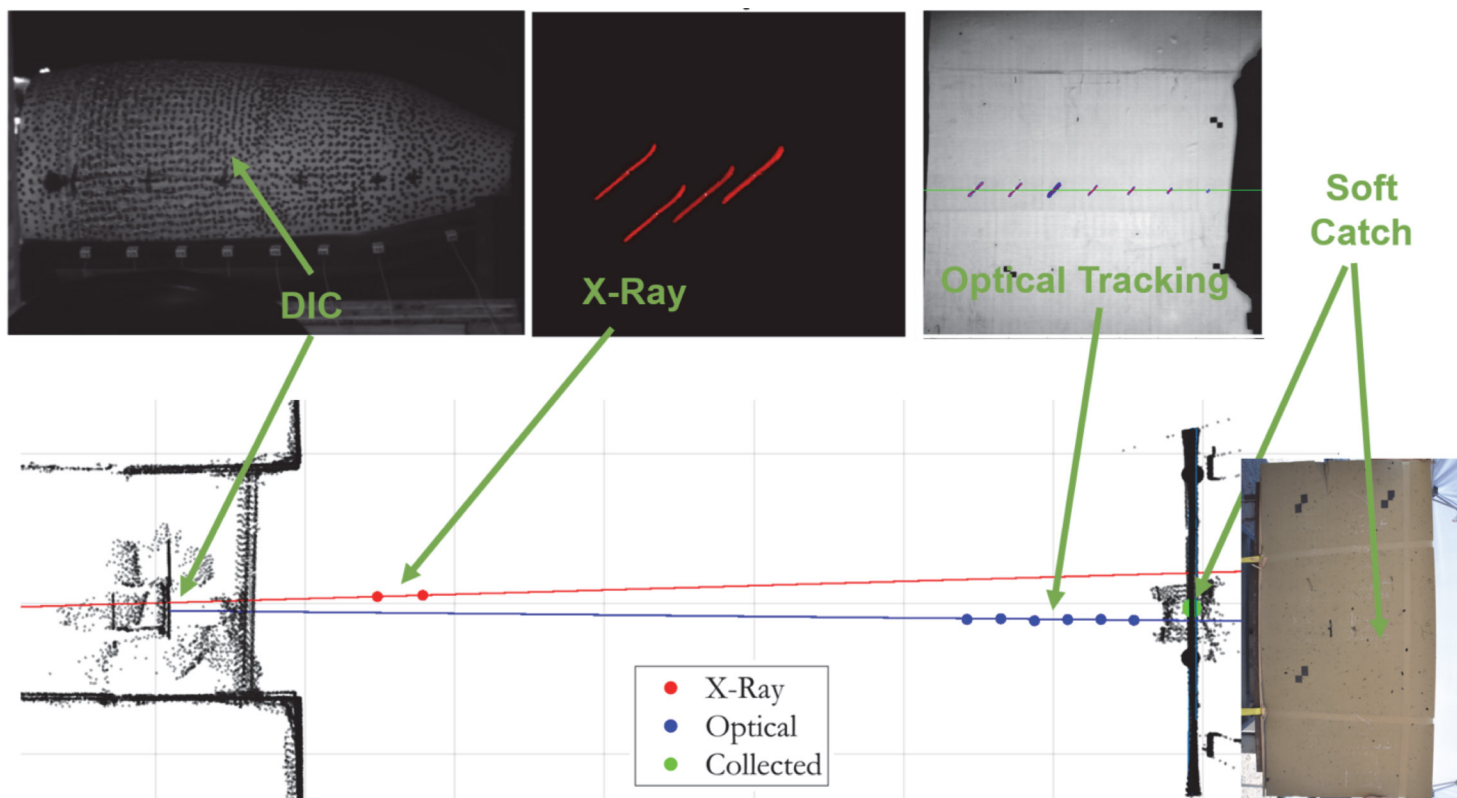 DIC
X-Ray
Optical Tracking
Soft
Catch
X-Ray
Optical
Collected